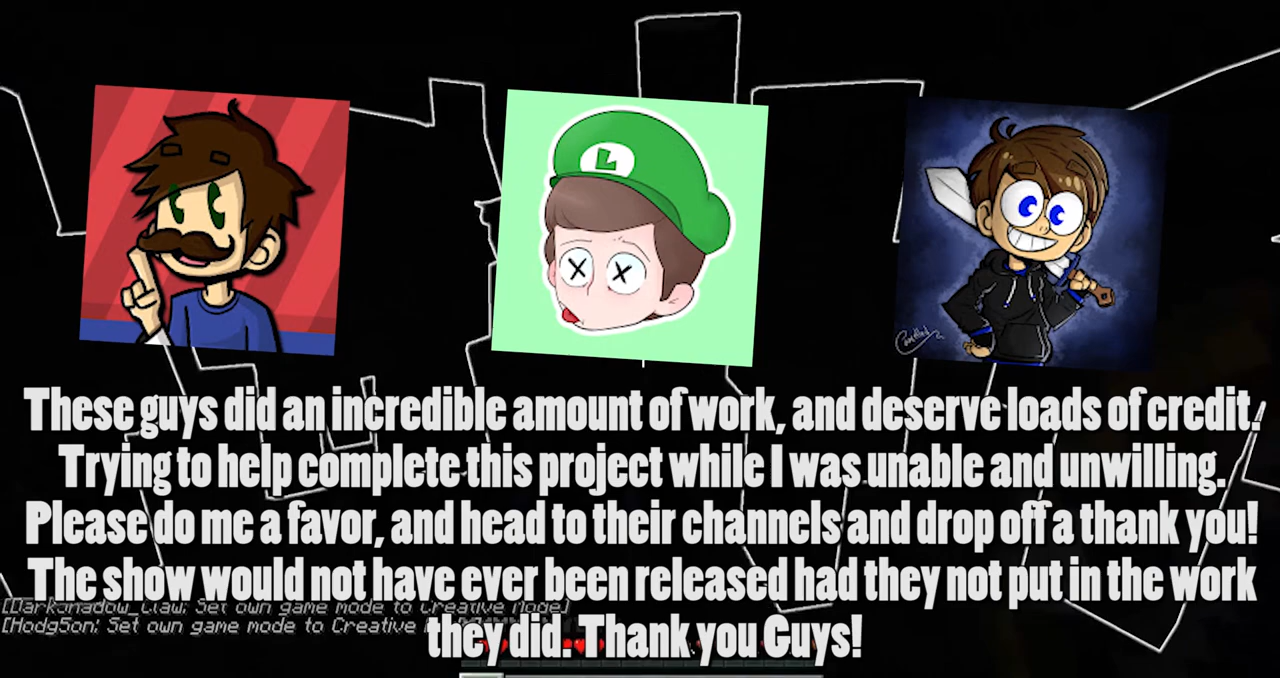 L
These guys did an incredible amount of work, and deserve loads of credit.
Trying to help complete this project while I was unable and unwilling.
Please do me a favor, and head to their channels and drop off a thank you!
The show would not have ever been released had they not put in the work
[DarkShadow_Claw: Set own game mode to Creative Mode]
[Hodg5on: Set own game mode to Creative
they did. Thank you Guys!